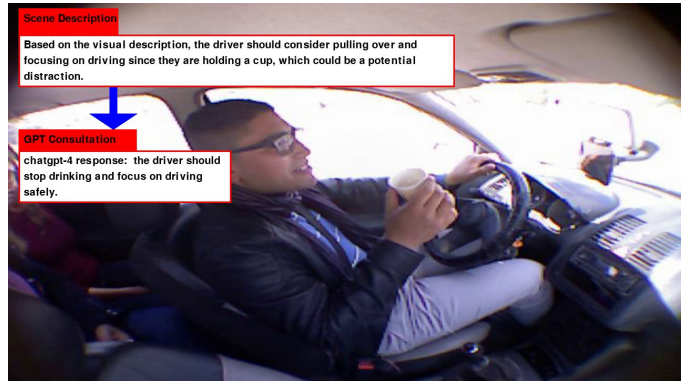 Scene Description
Based on the visual description, the driver should consider pulling over and
focusing on driving since they are holding a cup, which could be a potential
distraction.
GPT Consultation
chatgpt-4 response: the driver should
stop drinking and focus on driving
safely.